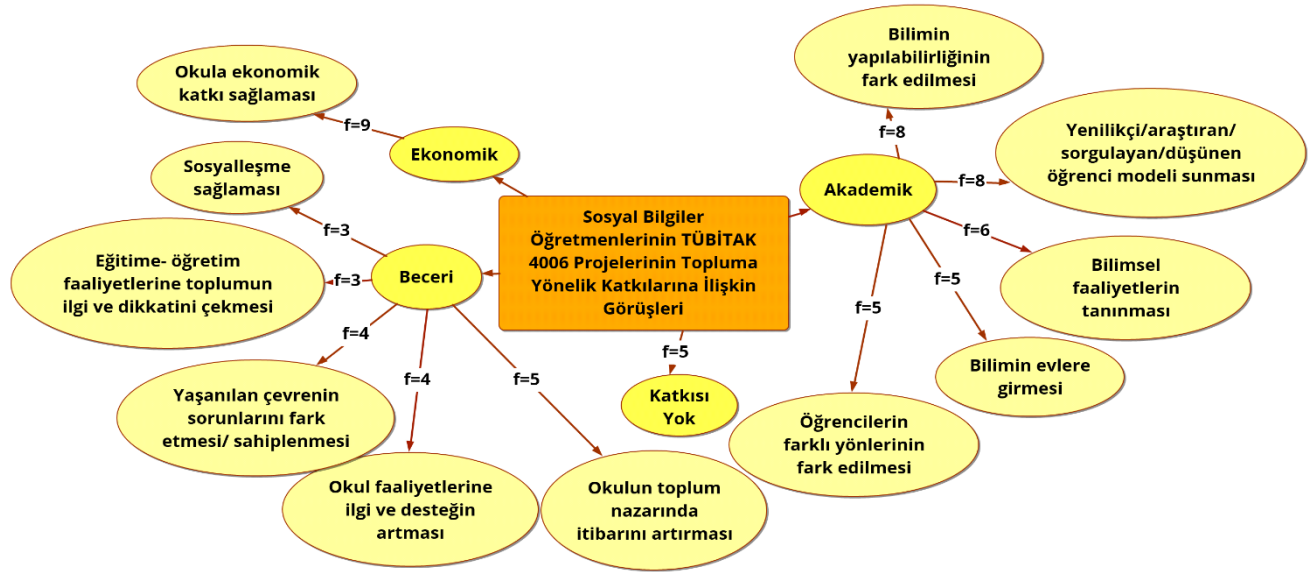 Sosyal Bilgiler
Öğretmenlerinin TÜBİTAK
4006 Projelerinin Topluma
Yönelik Katkılarına İlişkin
Görüşleri
Ekonomik
f=9
Okula ekonomik
katkı sağlaması
Beceri
f=3
Sosyalleşme
sağlaması
f=3
Eğitime- öğretim
faaliyetlerine toplumun
ilgi ve dikkatini çekmesi
f=4
Yaşanılan çevrenin
sorunlarını fark
etmesi/ sahiplenmesi
f=4
Okul faaliyetlerine
ilgi ve desteğin
artması
f=5
Okulun toplum
nazarında
itibarını artırması
f=5
Katkısı
Yok
Akademik
f=8
Bilimin
yapılabilirliğinin
fark edilmesi
f=8
Yenilikçi/araştıran/
sorgulayan/düşünen
öğrenci modeli sunması
f=6
Bilimsel
faaliyetlerin
tanınması
f=5
Bilimin evlere
girmesi
f=5
Öğrencilerin
farklı yönlerinin
fark edilmesi